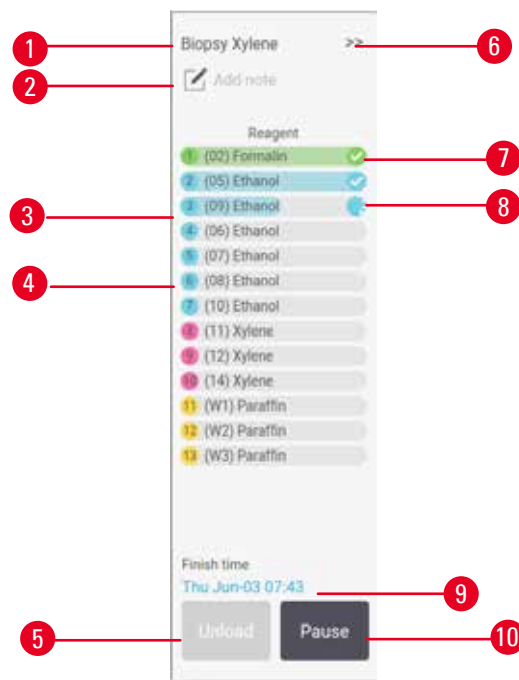 1 Biopsy Xylene >> 6
2 Add note
Reagent
1 (02) Formalin 7
2 (05) Ethanol
3 3 (09) Ethanol 8
4 (06) Ethanol
5 (07) Ethanol
4 6 (08) Ethanol
7 (10) Ethanol
8 (11) Xylene
9 (12) Xylene
10 (14) Xylene
11 (W1) Paraffin
12 (W2) Paraffin
13 (W3) Paraffin
Finish time
Thu Jun-03 07:43 9
5 Unload Pause 10